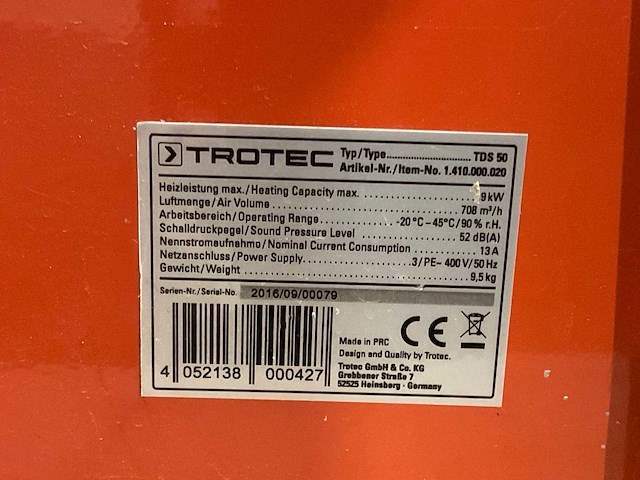 TROTEC Typ/Type.............................. TDS 50
Artikel-Nr./Item-No. 1.410.000.020
Heizleistung max./Heating Capacity max. .................... 9 kW
Luftmenge/Air Volume .................................. 708 m³/h
Arbeitsbereich/Operating Range ............ -20 °C – 45°C/90% r.H.
Schalldruckpegel/Sound Pressure Level .................. 52 dB(A)
Nennstromaufnahme/Nominal Current Consumption ......... 13 A
Netzanschluss/Power Supply .................... 3/PE~ 400 V/50 Hz
Gewicht/Weight ........................................ 9,5 kg
Serien-Nr./Serial-No. 2016/09/00079
4 052138 000427
Made in PRC CE
Design and Quality by Trotec.
Trotec GmbH & Co. KG
Grebbener Straße 7
52525 Heinsberg · Germany